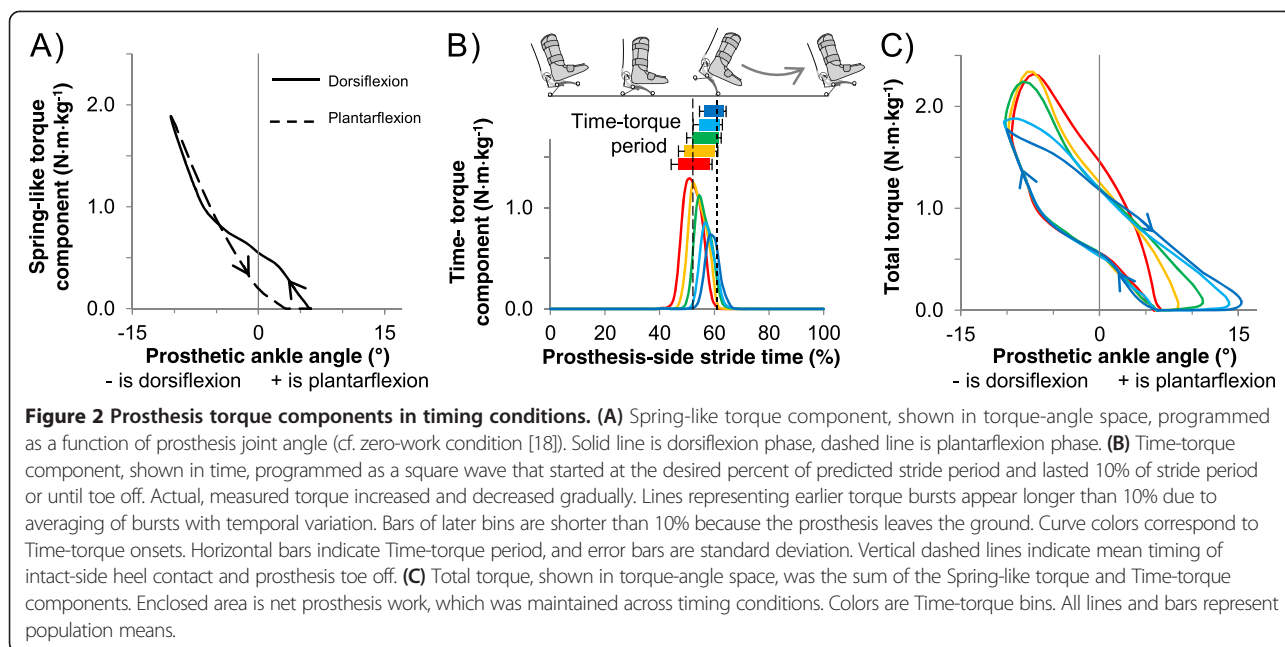 A)
Spring-like torque
component (N·m·kg⁻¹)
2.0
1.0
0.0
-15
0
15
Dorsiflexion
Plantarflexion
Prosthetic ankle angle (°)
- is dorsiflexion + is plantarflexion
B)
Time-torque
period
Time- torque
component (N·m·kg⁻¹)
1.0
0.0
0
20
40
60
80
100
Prosthesis-side stride time (%)
C)
Total torque (N·m·kg⁻¹)
2.0
1.0
0.0
-15
0
15
Prosthetic ankle angle (°)
- is dorsiflexion + is plantarflexion
Figure 2 Prosthesis torque components in timing conditions. (A) Spring-like torque component, shown in torque-angle space, programmed
as a function of prosthesis joint angle (cf. zero-work condition [18]). Solid line is dorsiflexion phase, dashed line is plantarflexion phase. (B) Time-torque
component, shown in time, programmed as a square wave that started at the desired percent of predicted stride period and lasted 10% of stride period
or until toe off. Actual, measured torque increased and decreased gradually. Lines representing earlier torque bursts appear longer than 10% due to
averaging of bursts with temporal variation. Bars of later bins are shorter than 10% because the prosthesis leaves the ground. Curve colors correspond to
Time-torque onsets. Horizontal bars indicate Time-torque period, and error bars are standard deviation. Vertical dashed lines indicate mean timing of
intact-side heel contact and prosthesis toe off. (C) Total torque, shown in torque-angle space, was the sum of the Spring-like torque and Time-torque
components. Enclosed area is net prosthesis work, which was maintained across timing conditions. Colors are Time-torque bins. All lines and bars represent
population means.